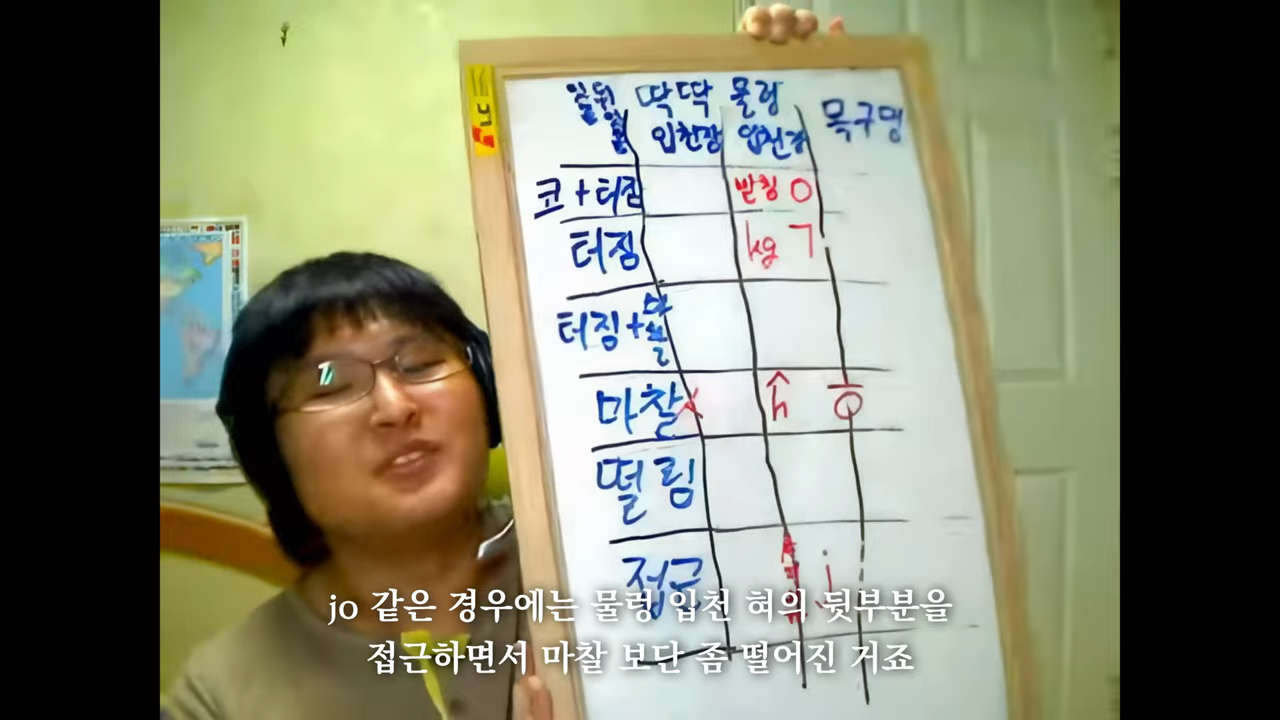 딱딱 물렁
입천장 입천장 목구멍
코+터짐 받침 ㅇ
터짐 kg ㄱ
터짐+마찰
마찰 x ĥ
떨림
접근 j
jo 같은 경우에는 물렁 입천 혀의 뒷부분을
접근하면서 마찰 보단 좀 떨어진 거죠